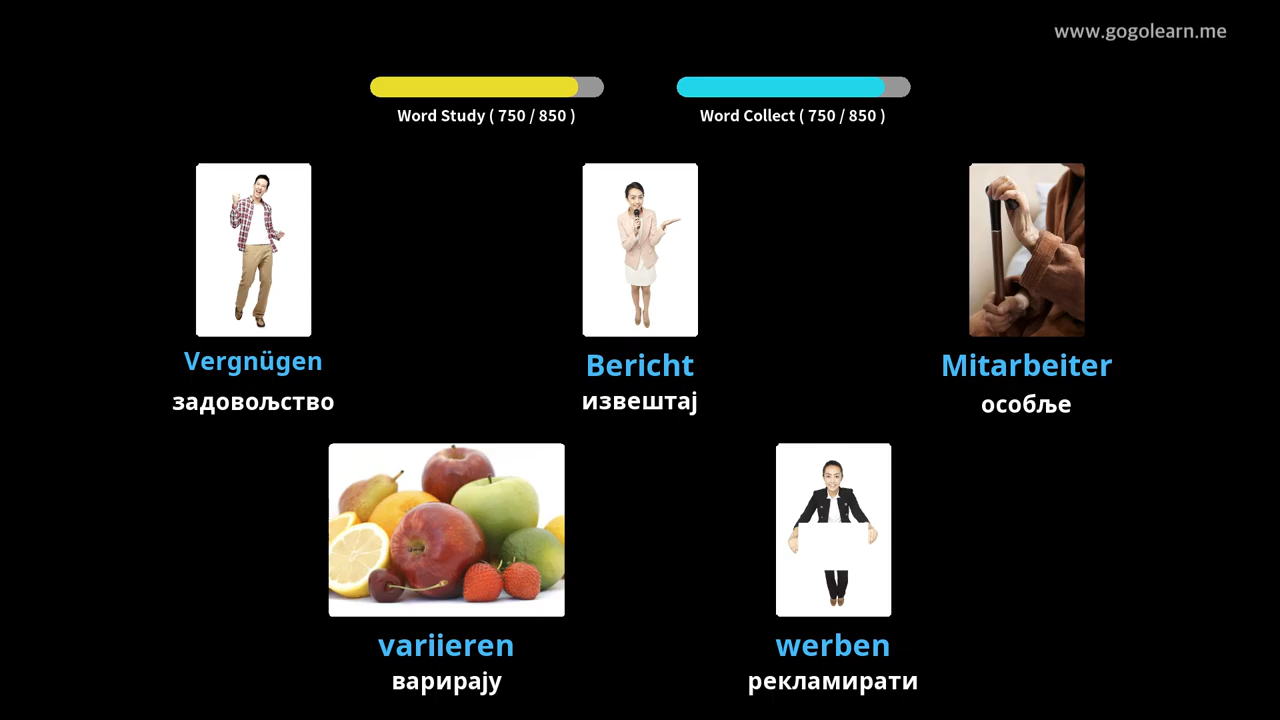 www.gogolearn.me
Word Study ( 750 / 850 )
Word Collect ( 750 / 850 )
Vergnügen
задовољство
Bericht
извештај
Mitarbeiter
особље
variieren
варирају
werben
рекламирати